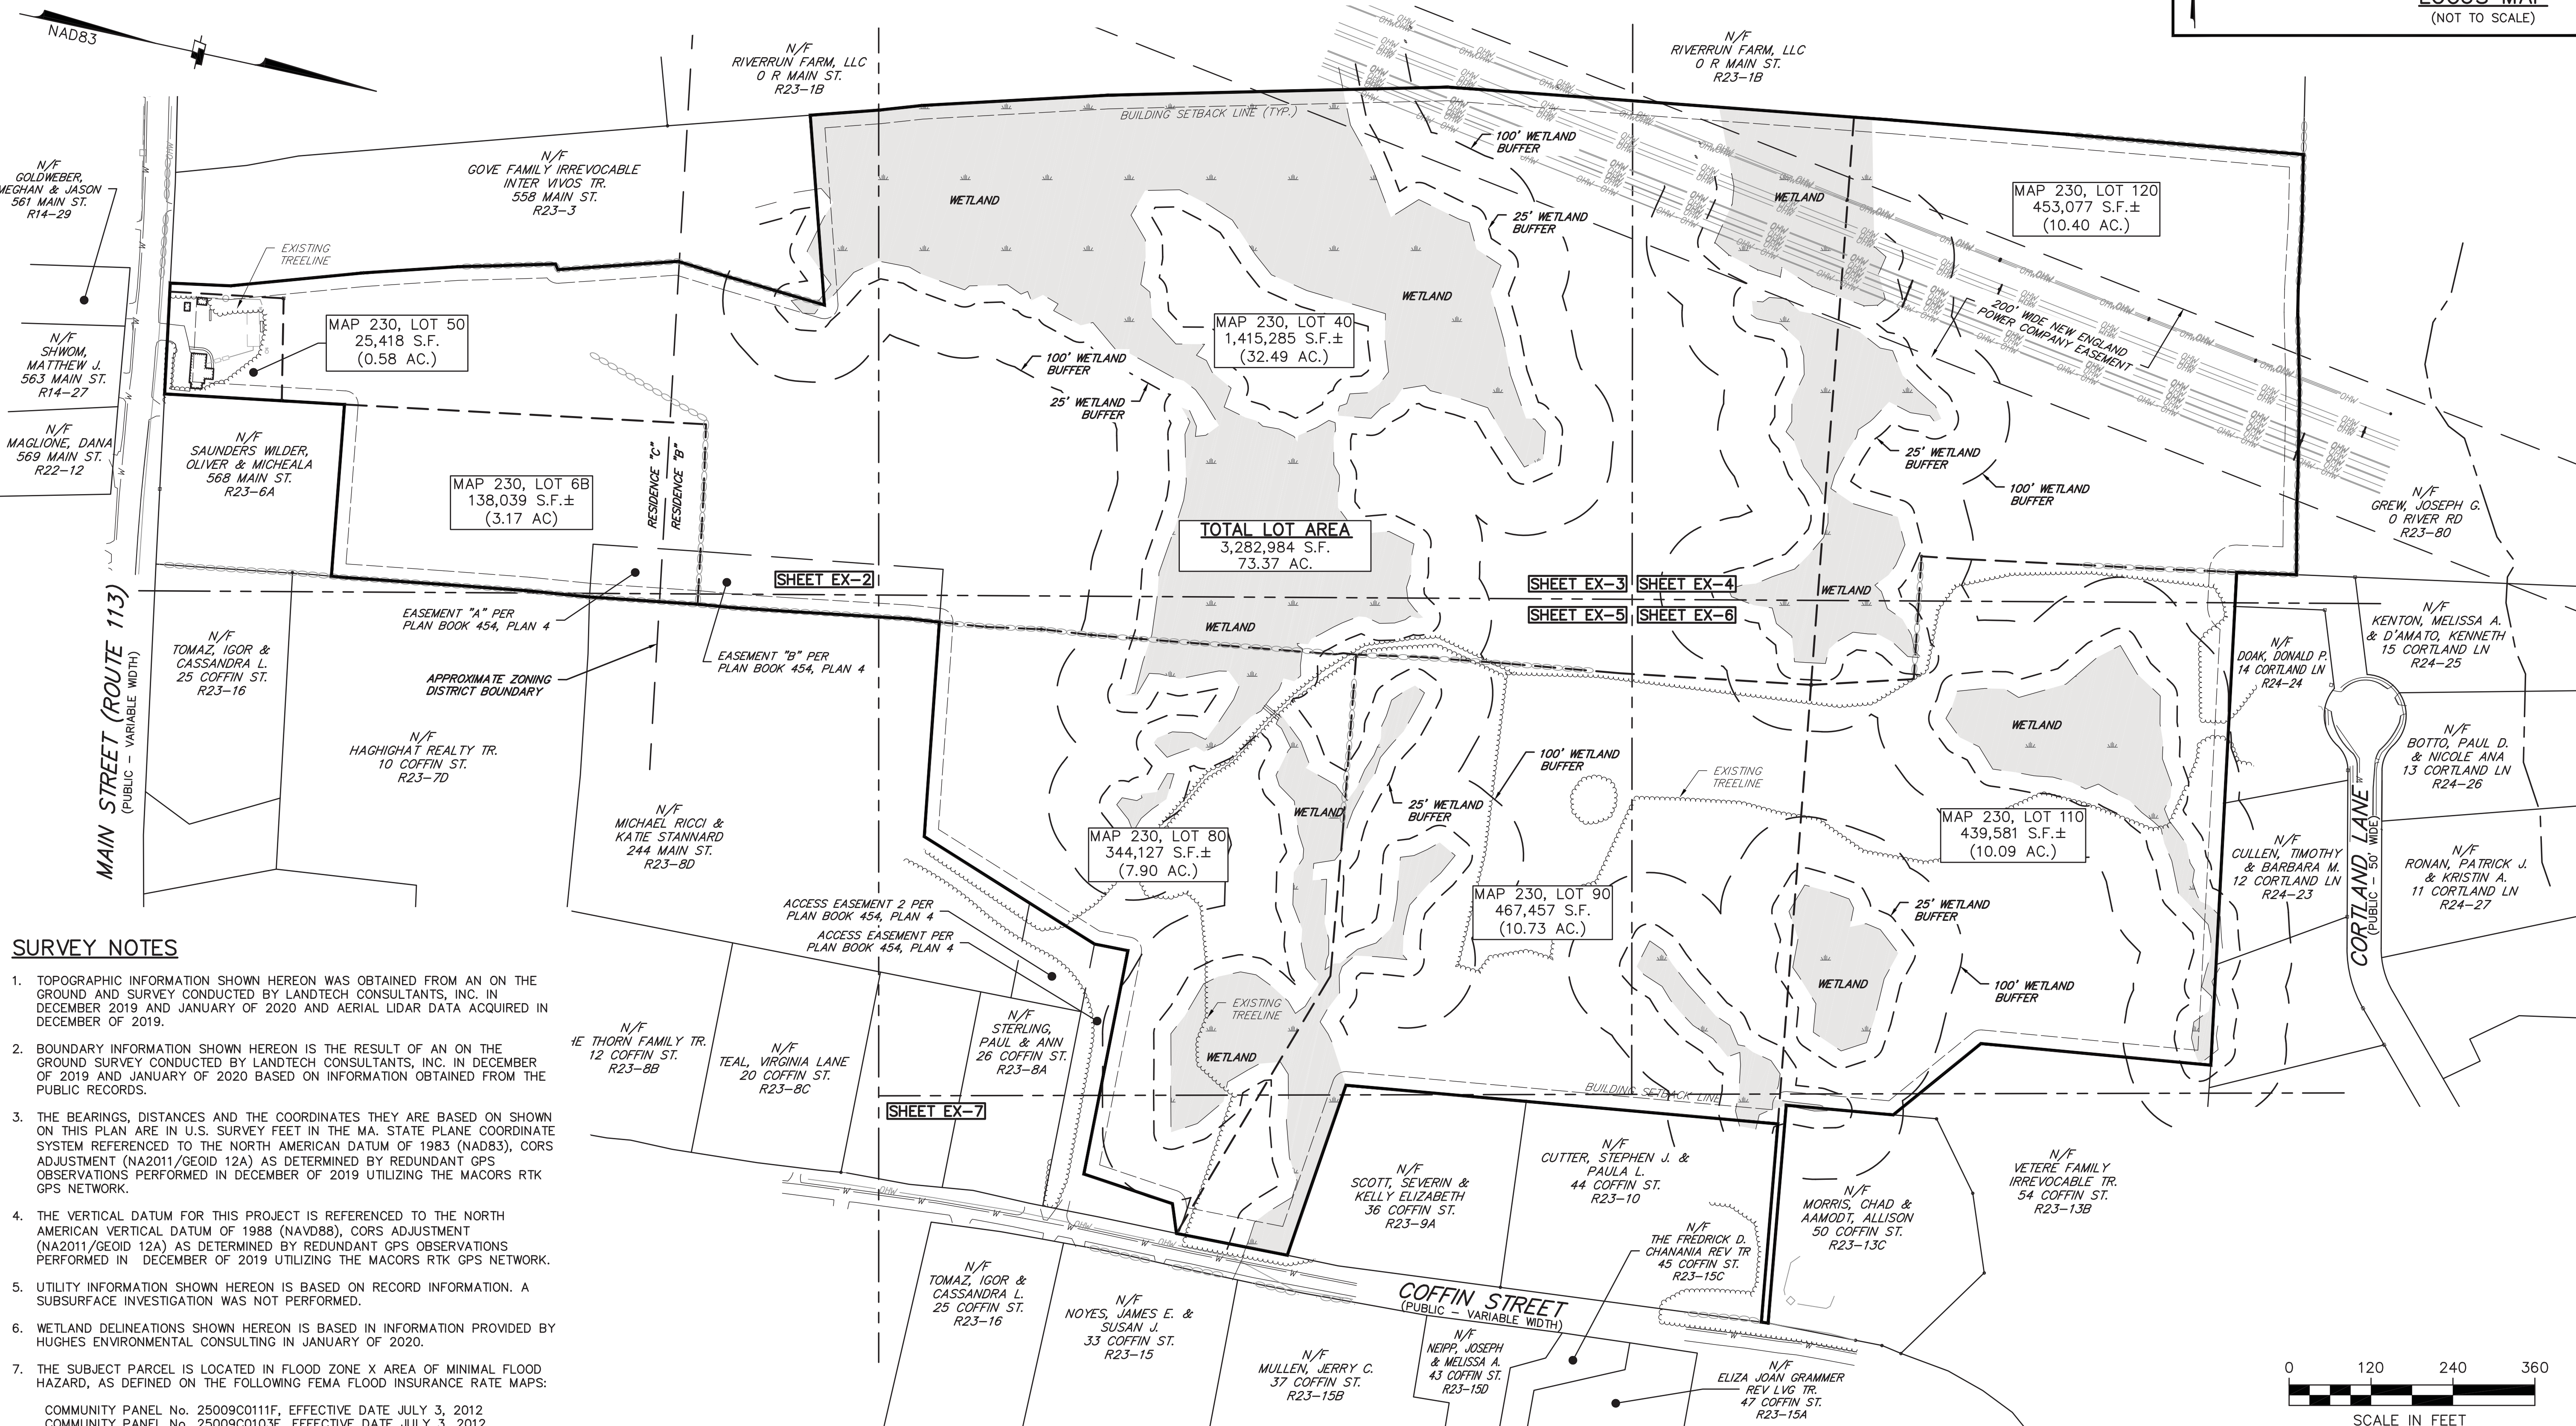 NAD83
LOCUS MAP
(NOT TO SCALE)
N/F
RIVERRUN FARM, LLC
0 R MAIN ST.
R23-1B
N/F
RIVERRUN FARM, LLC
0 R MAIN ST.
R23-1B
BUILDING SETBACK LINE (TYP.)
100' WETLAND
BUFFER
N/F
GOLDWEBER,
MEGHAN & JASON
561 MAIN ST.
R14-29
N/F
GOVE FAMILY IRREVOCABLE
INTER VIVOS TR.
558 MAIN ST.
R23-3
EXISTING
TREELINE
WETLAND
25' WETLAND
BUFFER
WETLAND
MAP 230, LOT 120
453,077 S.F.±
(10.40 AC.)
WETLAND
200' WIDE NEW ENGLAND
POWER COMPANY EASEMENT
N/F
SHWOM,
MATTHEW J.
563 MAIN ST.
R14-27
MAP 230, LOT 50
25,418 S.F.
(0.58 AC.)
MAP 230, LOT 40
1,415,285 S.F.±
(32.49 AC.)
100' WETLAND
BUFFER
25' WETLAND
BUFFER
N/F
MAGLIONE, DANA
569 MAIN ST.
R22-12
N/F
SAUNDERS WILDER,
OLIVER & MICHEALA
568 MAIN ST.
R23-6A
MAP 230, LOT 6B
138,039 S.F.±
(3.17 AC)
RESIDENCE "C"
RESIDENCE "B"
25' WETLAND
BUFFER
100' WETLAND
BUFFER
N/F
GREW, JOSEPH G.
0 RIVER RD
R23-80
TOTAL LOT AREA
3,282,984 S.F.
73.37 AC.
SHEET EX-2
SHEET EX-3
SHEET EX-4
SHEET EX-5
SHEET EX-6
WETLAND
WETLAND
EASEMENT "A" PER
PLAN BOOK 454, PLAN 4
EASEMENT "B" PER
PLAN BOOK 454, PLAN 4
APPROXIMATE ZONING
DISTRICT BOUNDARY
MAIN STREET (ROUTE 113)
(PUBLIC - VARIABLE WIDTH)
N/F
TOMAZ, IGOR &
CASSANDRA L.
25 COFFIN ST.
R23-16
N/F
HAGHIGHAT REALTY TR.
10 COFFIN ST.
R23-7D
N/F
MICHAEL RICCI &
KATIE STANNARD
244 MAIN ST.
R23-8D
N/F
DOAK, DONALD P.
14 CORTLAND LN
R24-24
N/F
KENTON, MELISSA A.
& D'AMATO, KENNETH
15 CORTLAND LN
R24-25
N/F
BOTTO, PAUL D.
& NICOLE ANA
13 CORTLAND LN
R24-26
WETLAND
100' WETLAND
BUFFER
EXISTING
TREELINE
WETLAND
25' WETLAND
BUFFER
MAP 230, LOT 80
344,127 S.F.±
(7.90 AC.)
MAP 230, LOT 110
439,581 S.F.±
(10.09 AC.)
N/F
CULLEN, TIMOTHY
& BARBARA M.
12 CORTLAND LN
R24-23
CORTLAND LANE
(PUBLIC - 50' WIDE)
N/F
RONAN, PATRICK J.
& KRISTIN A.
11 CORTLAND LN
R24-27
MAP 230, LOT 90
467,457 S.F.
(10.73 AC.)
25' WETLAND
BUFFER
ACCESS EASEMENT 2 PER
PLAN BOOK 454, PLAN 4
ACCESS EASEMENT PER
PLAN BOOK 454, PLAN 4
WETLAND
100' WETLAND
BUFFER
EXISTING
TREELINE
WETLAND
HE THORN FAMILY TR.
N/F
12 COFFIN ST.
R23-8B
N/F
TEAL, VIRGINIA LANE
20 COFFIN ST.
R23-8C
N/F
STERLING,
PAUL & ANN
26 COFFIN ST.
R23-8A
SHEET EX-7
BUILDING SETBACK LINE
N/F
SCOTT, SEVERIN &
KELLY ELIZABETH
36 COFFIN ST.
R23-9A
N/F
CUTTER, STEPHEN J. &
PAULA L.
44 COFFIN ST.
R23-10
N/F
MORRIS, CHAD &
AAMODT, ALLISON
50 COFFIN ST.
R23-13C
N/F
VETERE FAMILY
IRREVOCABLE TR.
54 COFFIN ST.
R23-13B
N/F
THE FREDRICK D.
CHANANIA REV TR
45 COFFIN ST.
R23-15C
N/F
TOMAZ, IGOR &
CASSANDRA L.
25 COFFIN ST.
R23-16
N/F
NOYES, JAMES E. &
SUSAN J.
33 COFFIN ST.
R23-15
COFFIN STREET
(PUBLIC - VARIABLE WIDTH)
N/F
MULLEN, JERRY C.
37 COFFIN ST.
R23-15B
N/F
NEIPP, JOSEPH
& MELISSA A.
43 COFFIN ST.
R23-15D
N/F
ELIZA JOAN GRAMMER
REV LVG TR.
47 COFFIN ST.
R23-15A
0 120 240 360
SCALE IN FEET
SURVEY NOTES
1. TOPOGRAPHIC INFORMATION SHOWN HEREON WAS OBTAINED FROM AN ON THE
GROUND AND SURVEY CONDUCTED BY LANDTECH CONSULTANTS, INC. IN
DECEMBER 2019 AND JANUARY OF 2020 AND AERIAL LIDAR DATA ACQUIRED IN
DECEMBER OF 2019.
2. BOUNDARY INFORMATION SHOWN HEREON IS THE RESULT OF AN ON THE
GROUND SURVEY CONDUCTED BY LANDTECH CONSULTANTS, INC. IN DECEMBER
OF 2019 AND JANUARY OF 2020 BASED ON INFORMATION OBTAINED FROM THE
PUBLIC RECORDS.
3. THE BEARINGS, DISTANCES AND THE COORDINATES THEY ARE BASED ON SHOWN
ON THIS PLAN ARE IN U.S. SURVEY FEET IN THE MA. STATE PLANE COORDINATE
SYSTEM REFERENCED TO THE NORTH AMERICAN DATUM OF 1983 (NAD83), CORS
ADJUSTMENT (NA2011/GEOID 12A) AS DETERMINED BY REDUNDANT GPS
OBSERVATIONS PERFORMED IN DECEMBER OF 2019 UTILIZING THE MACORS RTK
GPS NETWORK.
4. THE VERTICAL DATUM FOR THIS PROJECT IS REFERENCED TO THE NORTH
AMERICAN VERTICAL DATUM OF 1988 (NAVD88), CORS ADJUSTMENT
(NA2011/GEOID 12A) AS DETERMINED BY REDUNDANT GPS OBSERVATIONS
PERFORMED IN DECEMBER OF 2019 UTILIZING THE MACORS RTK GPS NETWORK.
5. UTILITY INFORMATION SHOWN HEREON IS BASED ON RECORD INFORMATION. A
SUBSURFACE INVESTIGATION WAS NOT PERFORMED.
6. WETLAND DELINEATIONS SHOWN HEREON IS BASED IN INFORMATION PROVIDED BY
HUGHES ENVIRONMENTAL CONSULTING IN JANUARY OF 2020.
7. THE SUBJECT PARCEL IS LOCATED IN FLOOD ZONE X AREA OF MINIMAL FLOOD
HAZARD, AS DEFINED ON THE FOLLOWING FEMA FLOOD INSURANCE RATE MAPS:
COMMUNITY PANEL No. 25009C0111F, EFFECTIVE DATE JULY 3, 2012
COMMUNITY PANEL No. 25009C0103F, EFFECTIVE DATE JULY 3, 2012